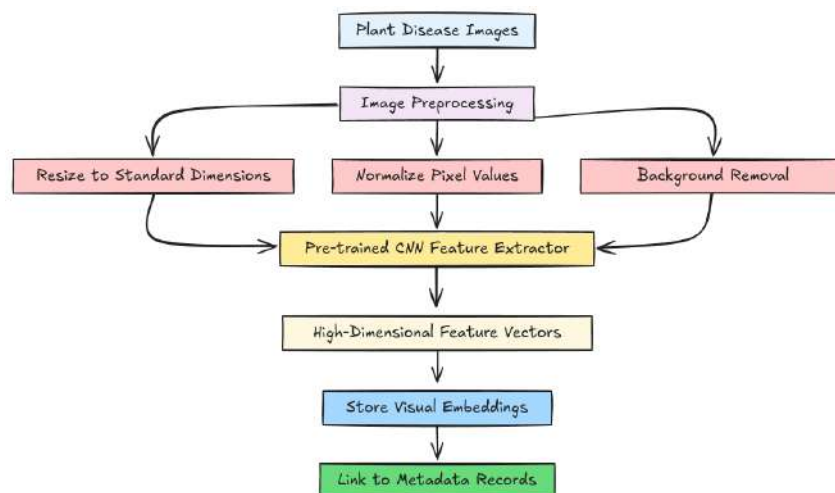 Plant Disease Images
Image Preprocessing
Resize to Standard Dimensions
Normalize Pixel Values
Background Removal
Pre-trained CNN Feature Extractor
High-Dimensional Feature Vectors
Store Visual Embeddings
Link to Metadata Records